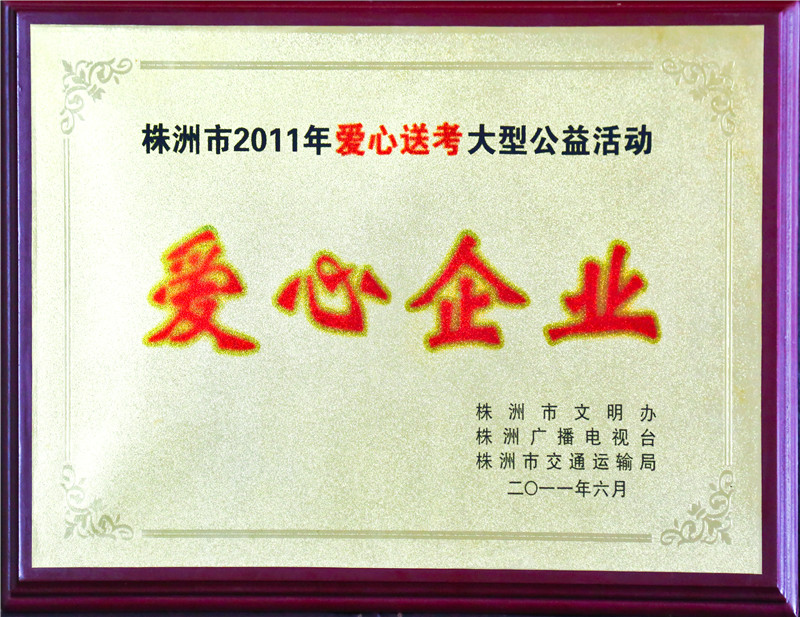 株洲市2011年爱心送考大型公益活动
爱心企业
株洲市文明办
株洲广播电视台
株洲市交通运输局
二〇一一年六月